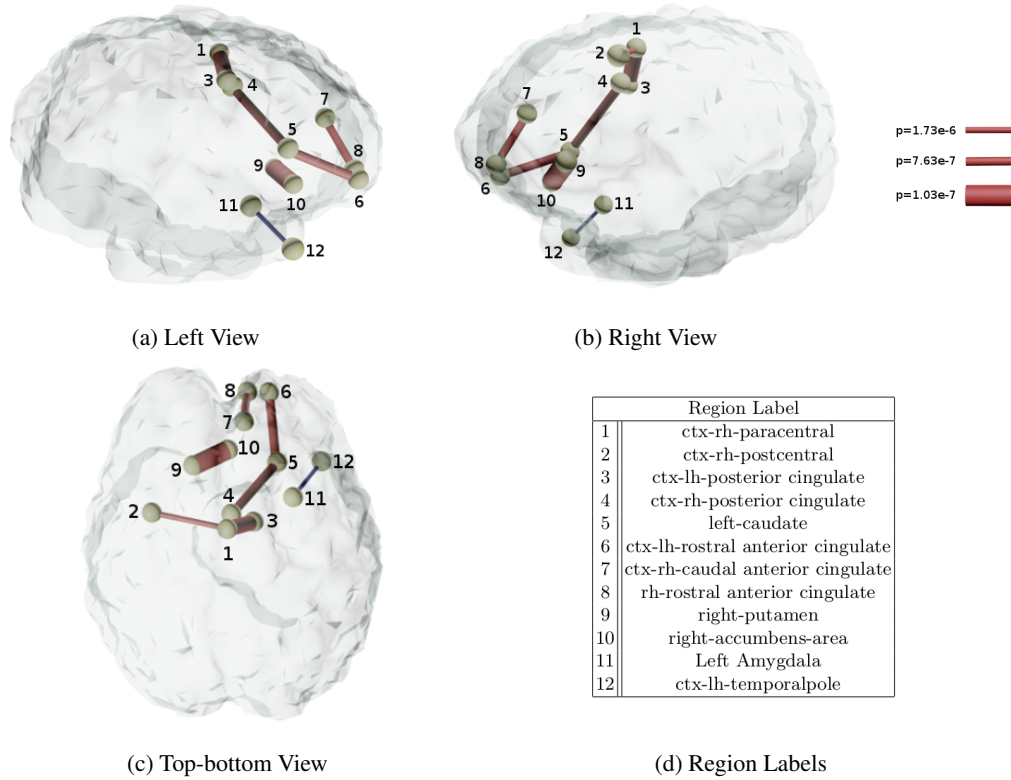 1
3
4
5
7
8
9
6
10
11
12
1
2
4
3
7
5
8
9
6
10
11
12
p=1.73e-6
p=7.63e-7
p=1.03e-7
(a) Left View
(b) Right View
8
6
7
10
9
5
12
4
11
2
3
1
Region Label
1 ctx-rh-paracentral
2 ctx-rh-postcentral
3 ctx-lh-posterior cingulate
4 ctx-rh-posterior cingulate
5 left-caudate
6 ctx-lh-rostral anterior cingulate
7 ctx-rh-caudal anterior cingulate
8 rh-rostral anterior cingulate
9 right-putamen
10 right-accumbens-area
11 Left Amygdala
12 ctx-lh-temporalpole
(c) Top-bottom View
(d) Region Labels